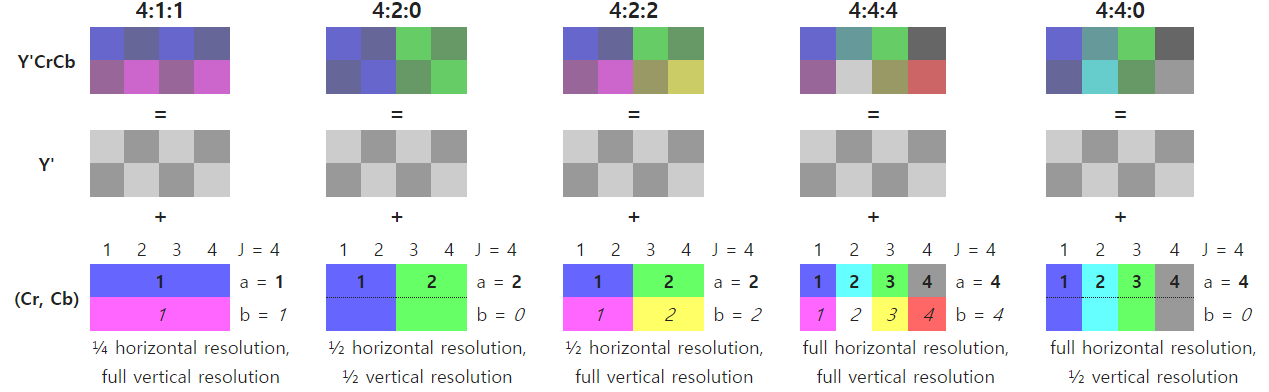 4:1:1 4:2:0 4:2:2 4:4:4 4:4:0
Y'CrCb
= = = = =
Y'
+ + + + +
1 2 3 4 J = 4 1 2 3 4 J = 4 1 2 3 4 J = 4 1 2 3 4 J = 4 1 2 3 4 J = 4
(Cr, Cb)
1 a = 1 1 2 a = 2 1 2 a = 2 1 2 3 4 a = 4 1 2 3 4 a = 4
1 b = 1 b = 0 1 2 b = 2 1 2 3 4 b = 4 b = 0
¼ horizontal resolution, ½ horizontal resolution, ½ horizontal resolution, full horizontal resolution, full horizontal resolution,
full vertical resolution ½ vertical resolution full vertical resolution full vertical resolution ½ vertical resolution